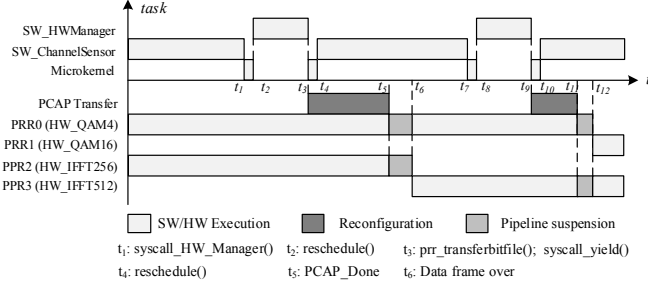 task
SW_HWManager
SW_ChannelSensor
Microkernel
t1 t2 t3 t4 t5 t6 t7 t8 t9 t10 t1 t12
PCAP Transfer
PRR0 (HW_QAM4)
PRR1 (HW_QAM16)
PPR2 (HW_IFFT256)
PPR3 (HW_IFFT512)
SW/HW Execution Reconfiguration Pipeline suspension
t1: syscall_HW_Manager() t2: reschedule() t3: prr_transferbitfile(); syscall_yield()
t4: reschedule() t5: PCAP_Done t6: Data frame over